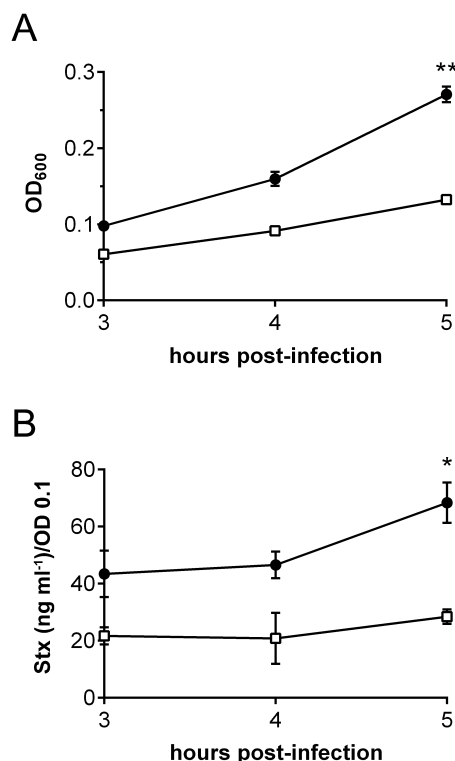 A
**
0.3
0.2
0.1
0.0
OD600
3 4 5
hours post-infection
B
*
80
60
40
20
0
Stx (ng ml-1)/OD 0.1
3 4 5
hours post-infection